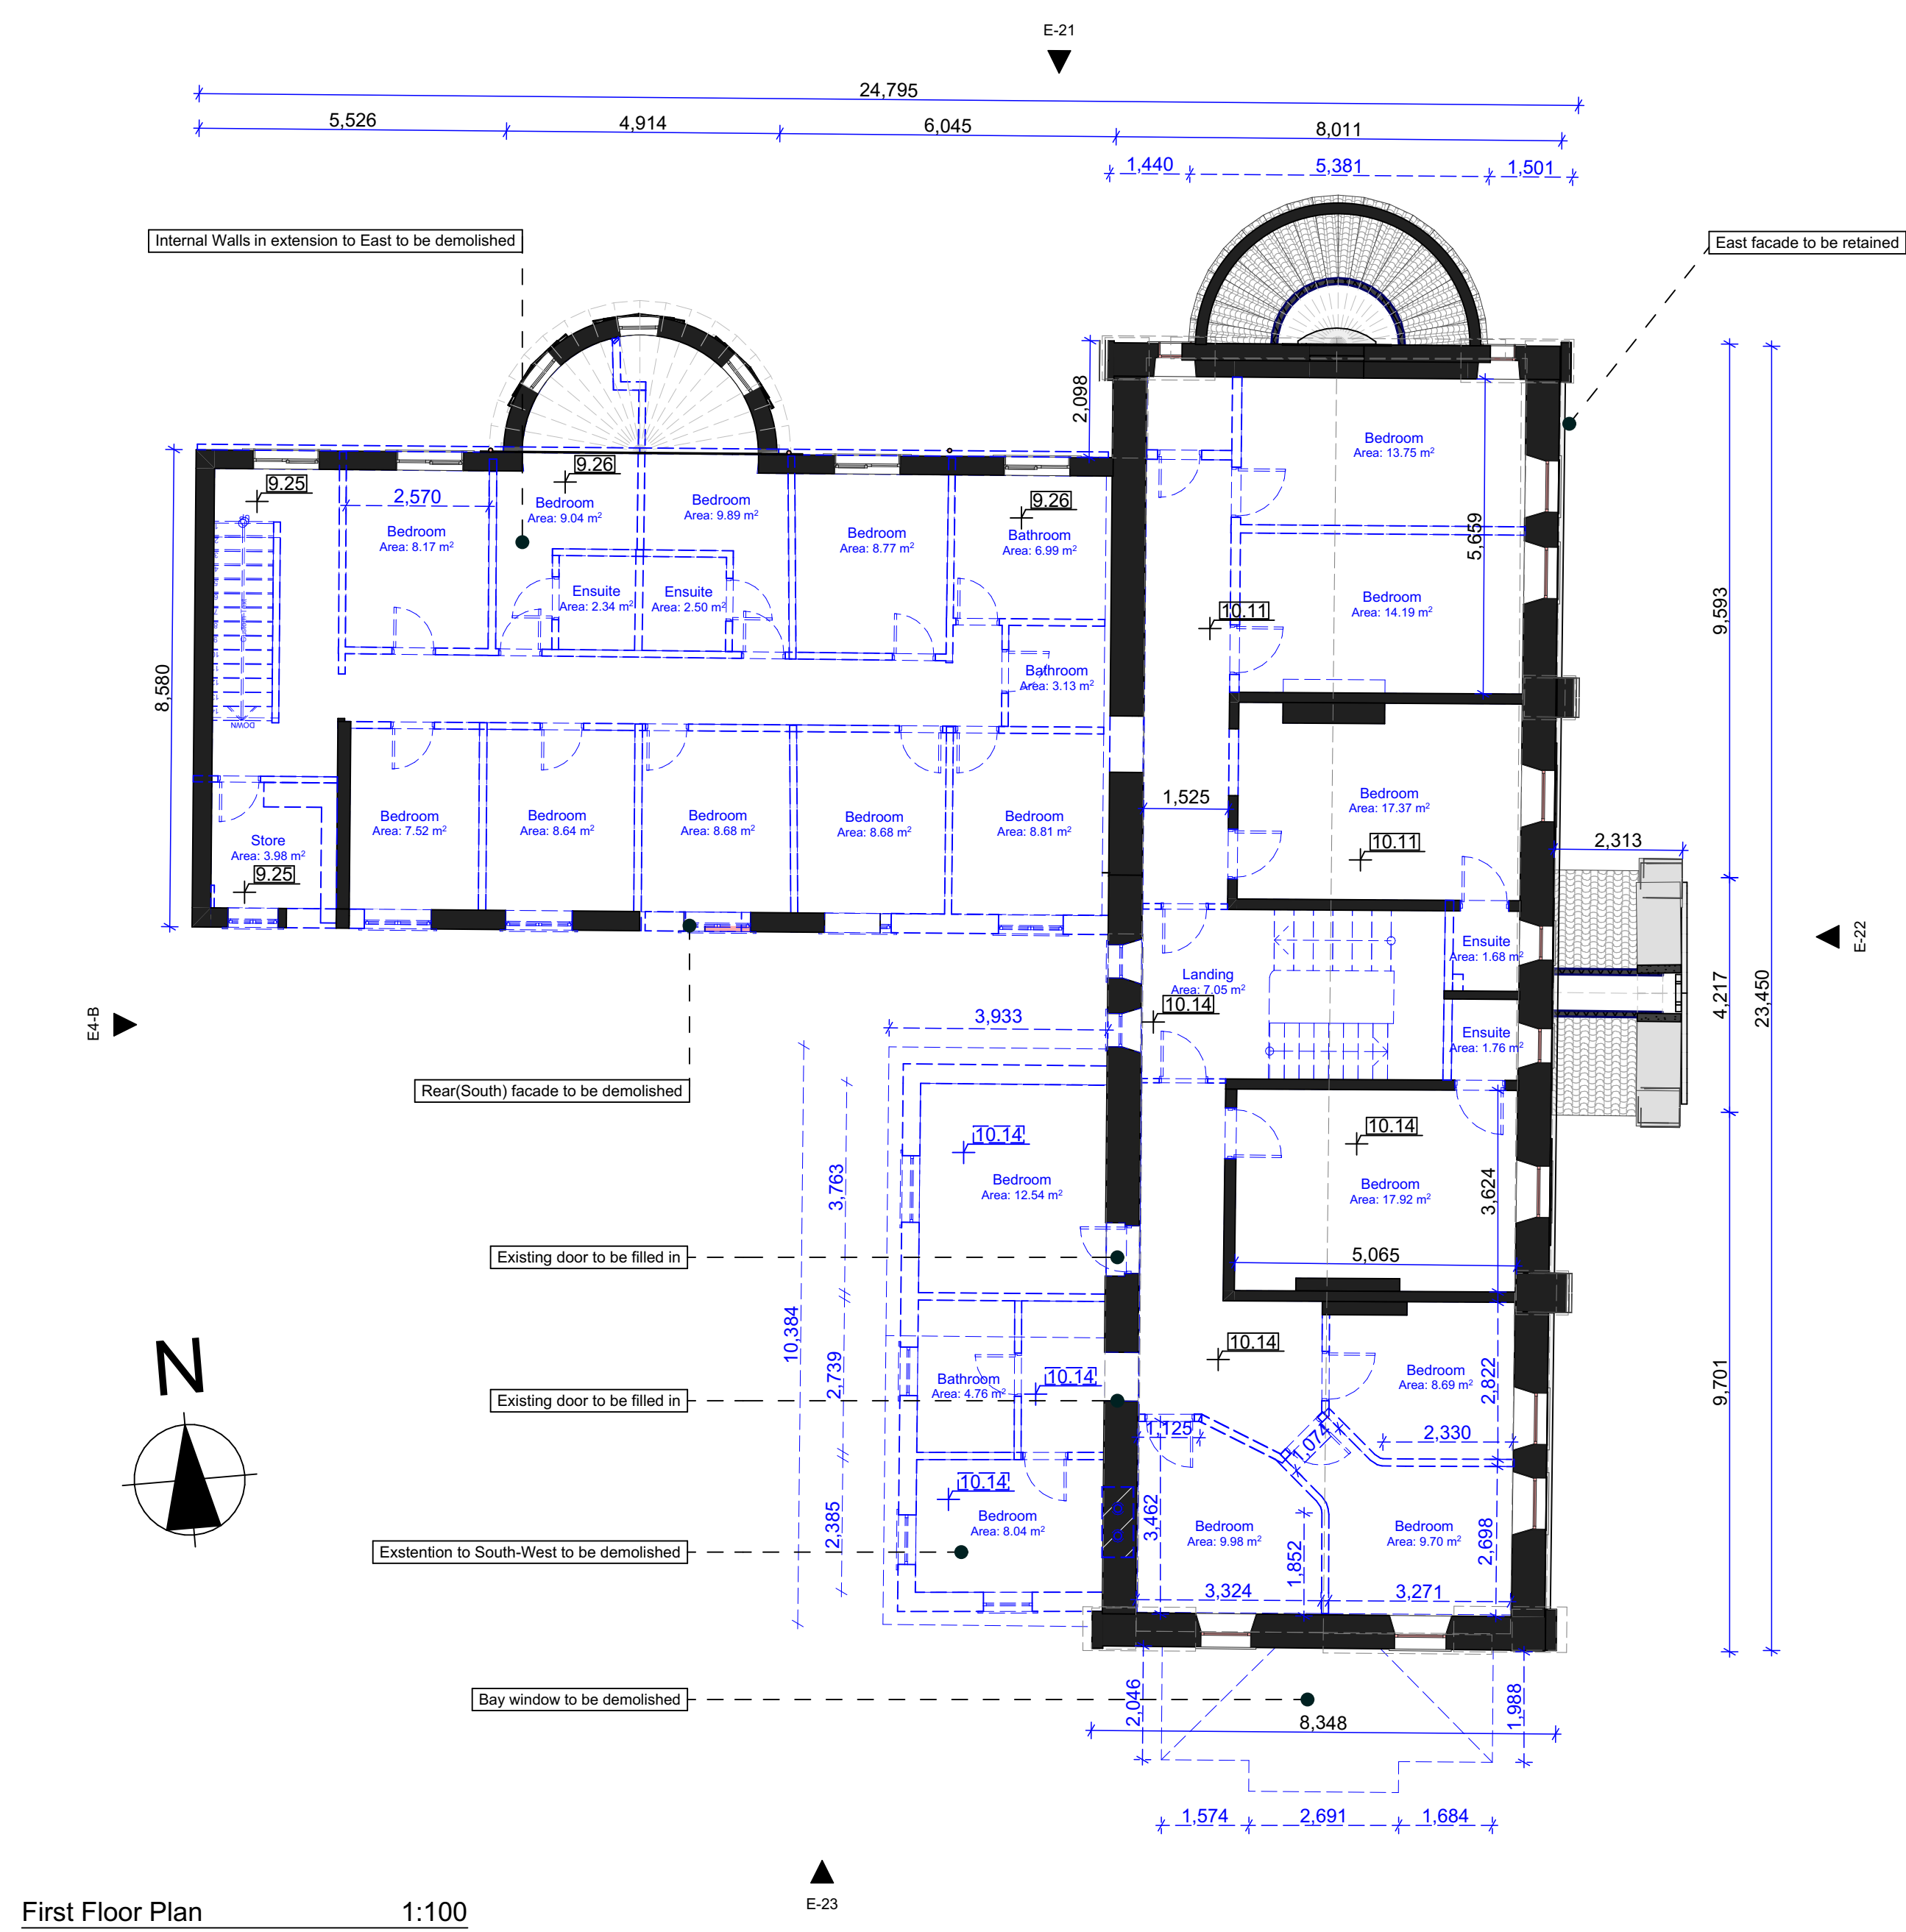 E-21
24,795
5,526
4,914
6,045
8,011
1,440
5,381
1,501
Internal Walls in extension to East to be demolished
East facade to be retained
2,098
9.25
2,570
9.26
Bedroom
Area: 9.04 m²
Bedroom
Area: 9.89 m²
9.26
Bedroom
Area: 8.17 m²
Bedroom
Area: 8.77 m²
Bathroom
Area: 6.99 m²
Bedroom
Area: 13.75 m²
5,659
Ensuite
Area: 2.34 m²
Ensuite
Area: 2.50 m²
Bedroom
Area: 14.19 m²
10.11
9,593
8,580
UP
DOWN
Bathroom
Area: 3.13 m²
1,525
Bedroom
Area: 17.37 m²
10.11
2,313
Store
Area: 3.98 m²
9.25
Bedroom
Area: 7.52 m²
Bedroom
Area: 8.64 m²
Bedroom
Area: 8.68 m²
Bedroom
Area: 8.68 m²
Bedroom
Area: 8.81 m²
E-22
Landing
Area: 7.05 m²
10.14
Ensuite
Area: 1.68 m²
Ensuite
Area: 1.76 m²
4,217
23,450
E4-B
3,933
Rear(South) facade to be demolished
10.14
Bedroom
Area: 12.54 m²
3,763
10.14
Bedroom
Area: 17.92 m²
3,624
5,065
Existing door to be filled in
10,384
2,739
10.14
Bathroom
Area: 4.76 m²
10.14
Bedroom
Area: 8.69 m²
2,822
9,701
Existing door to be filled in
1,125
1,074
2,330
10.14
Bedroom
Area: 8.04 m²
2,385
3,462
Bedroom
Area: 9.98 m²
1,852
Bedroom
Area: 9.70 m²
2,698
Exstention to South-West to be demolished
3,324
3,271
N
Bay window to be demolished
2,046
8,348
1,988
1,574
2,691
1,684
E-23
First Floor Plan 1:100